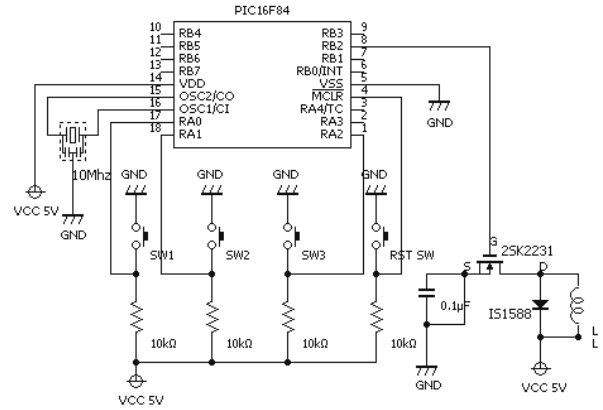 PIC16F84
10 RB4 RB3 9
11 RB5 RB2 8
12 RB6 RB1 7
13 RB7 RB0/INT 6
14 VDD VSS 5
15 OSC2/CO MCLR 4
16 OSC1/CI RA4/TC 3
17 RA0 RA3 2
18 RA1 RA2 1
GND
10Mhz
GND GND GND GND
VCC 5V
GND
SW1 SW2 SW3 RST SW
G
2SK2231
S D
0.1μF
IS1588
L
L
10kΩ 10kΩ 10kΩ 10kΩ
GND
VCC 5V
VCC 5V